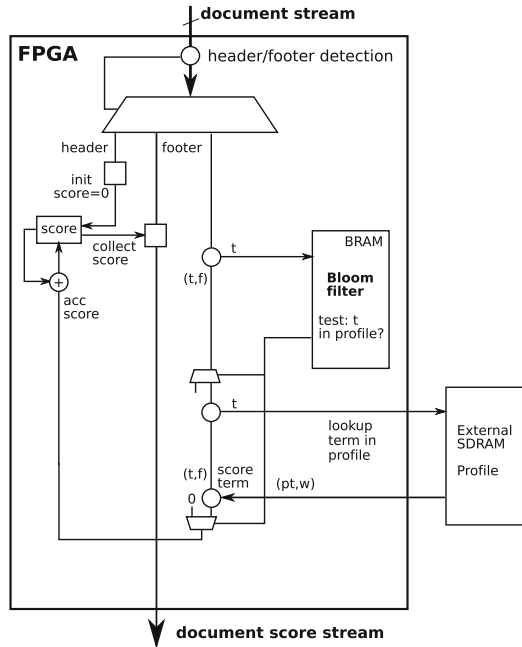 document stream
FPGA
header/footer detection
header
footer
init
score=0
score
collect
score
+
acc
score
t
(t,f)
BRAM
Bloom
filter
test: t
in profile?
t
lookup
term in
profile
External
SDRAM
Profile
(t,f)
score
term
(pt,w)
0
document score stream